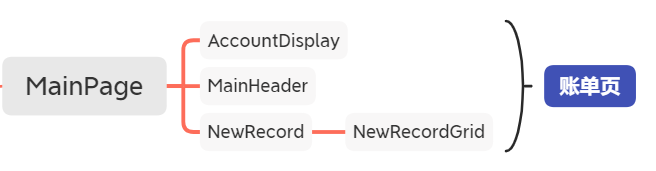 MainPage
AccountDisplay
MainHeader
NewRecord
NewRecordGrid
账单页